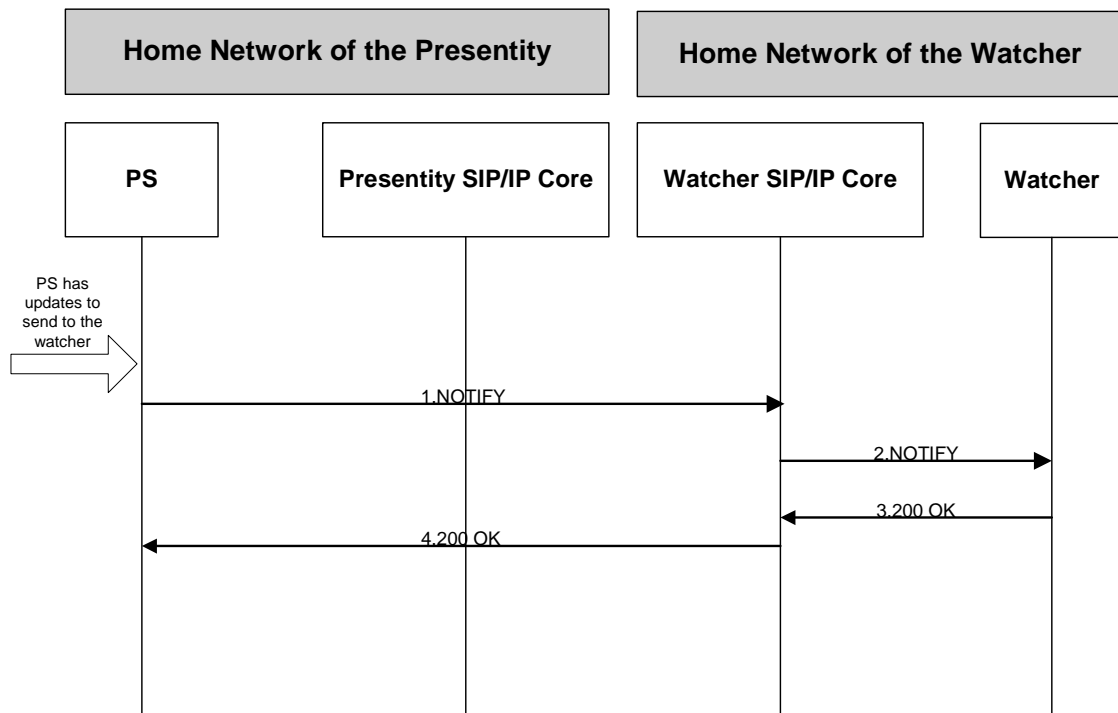 Home Network of the Presentity
Home Network of the Watcher
PS
Presentity SIP/IP Core
Watcher SIP/IP Core
Watcher
PS has
updates to
send to the
watcher
1.NOTIFY
2.NOTIFY
3.200 OK
4.200 OK